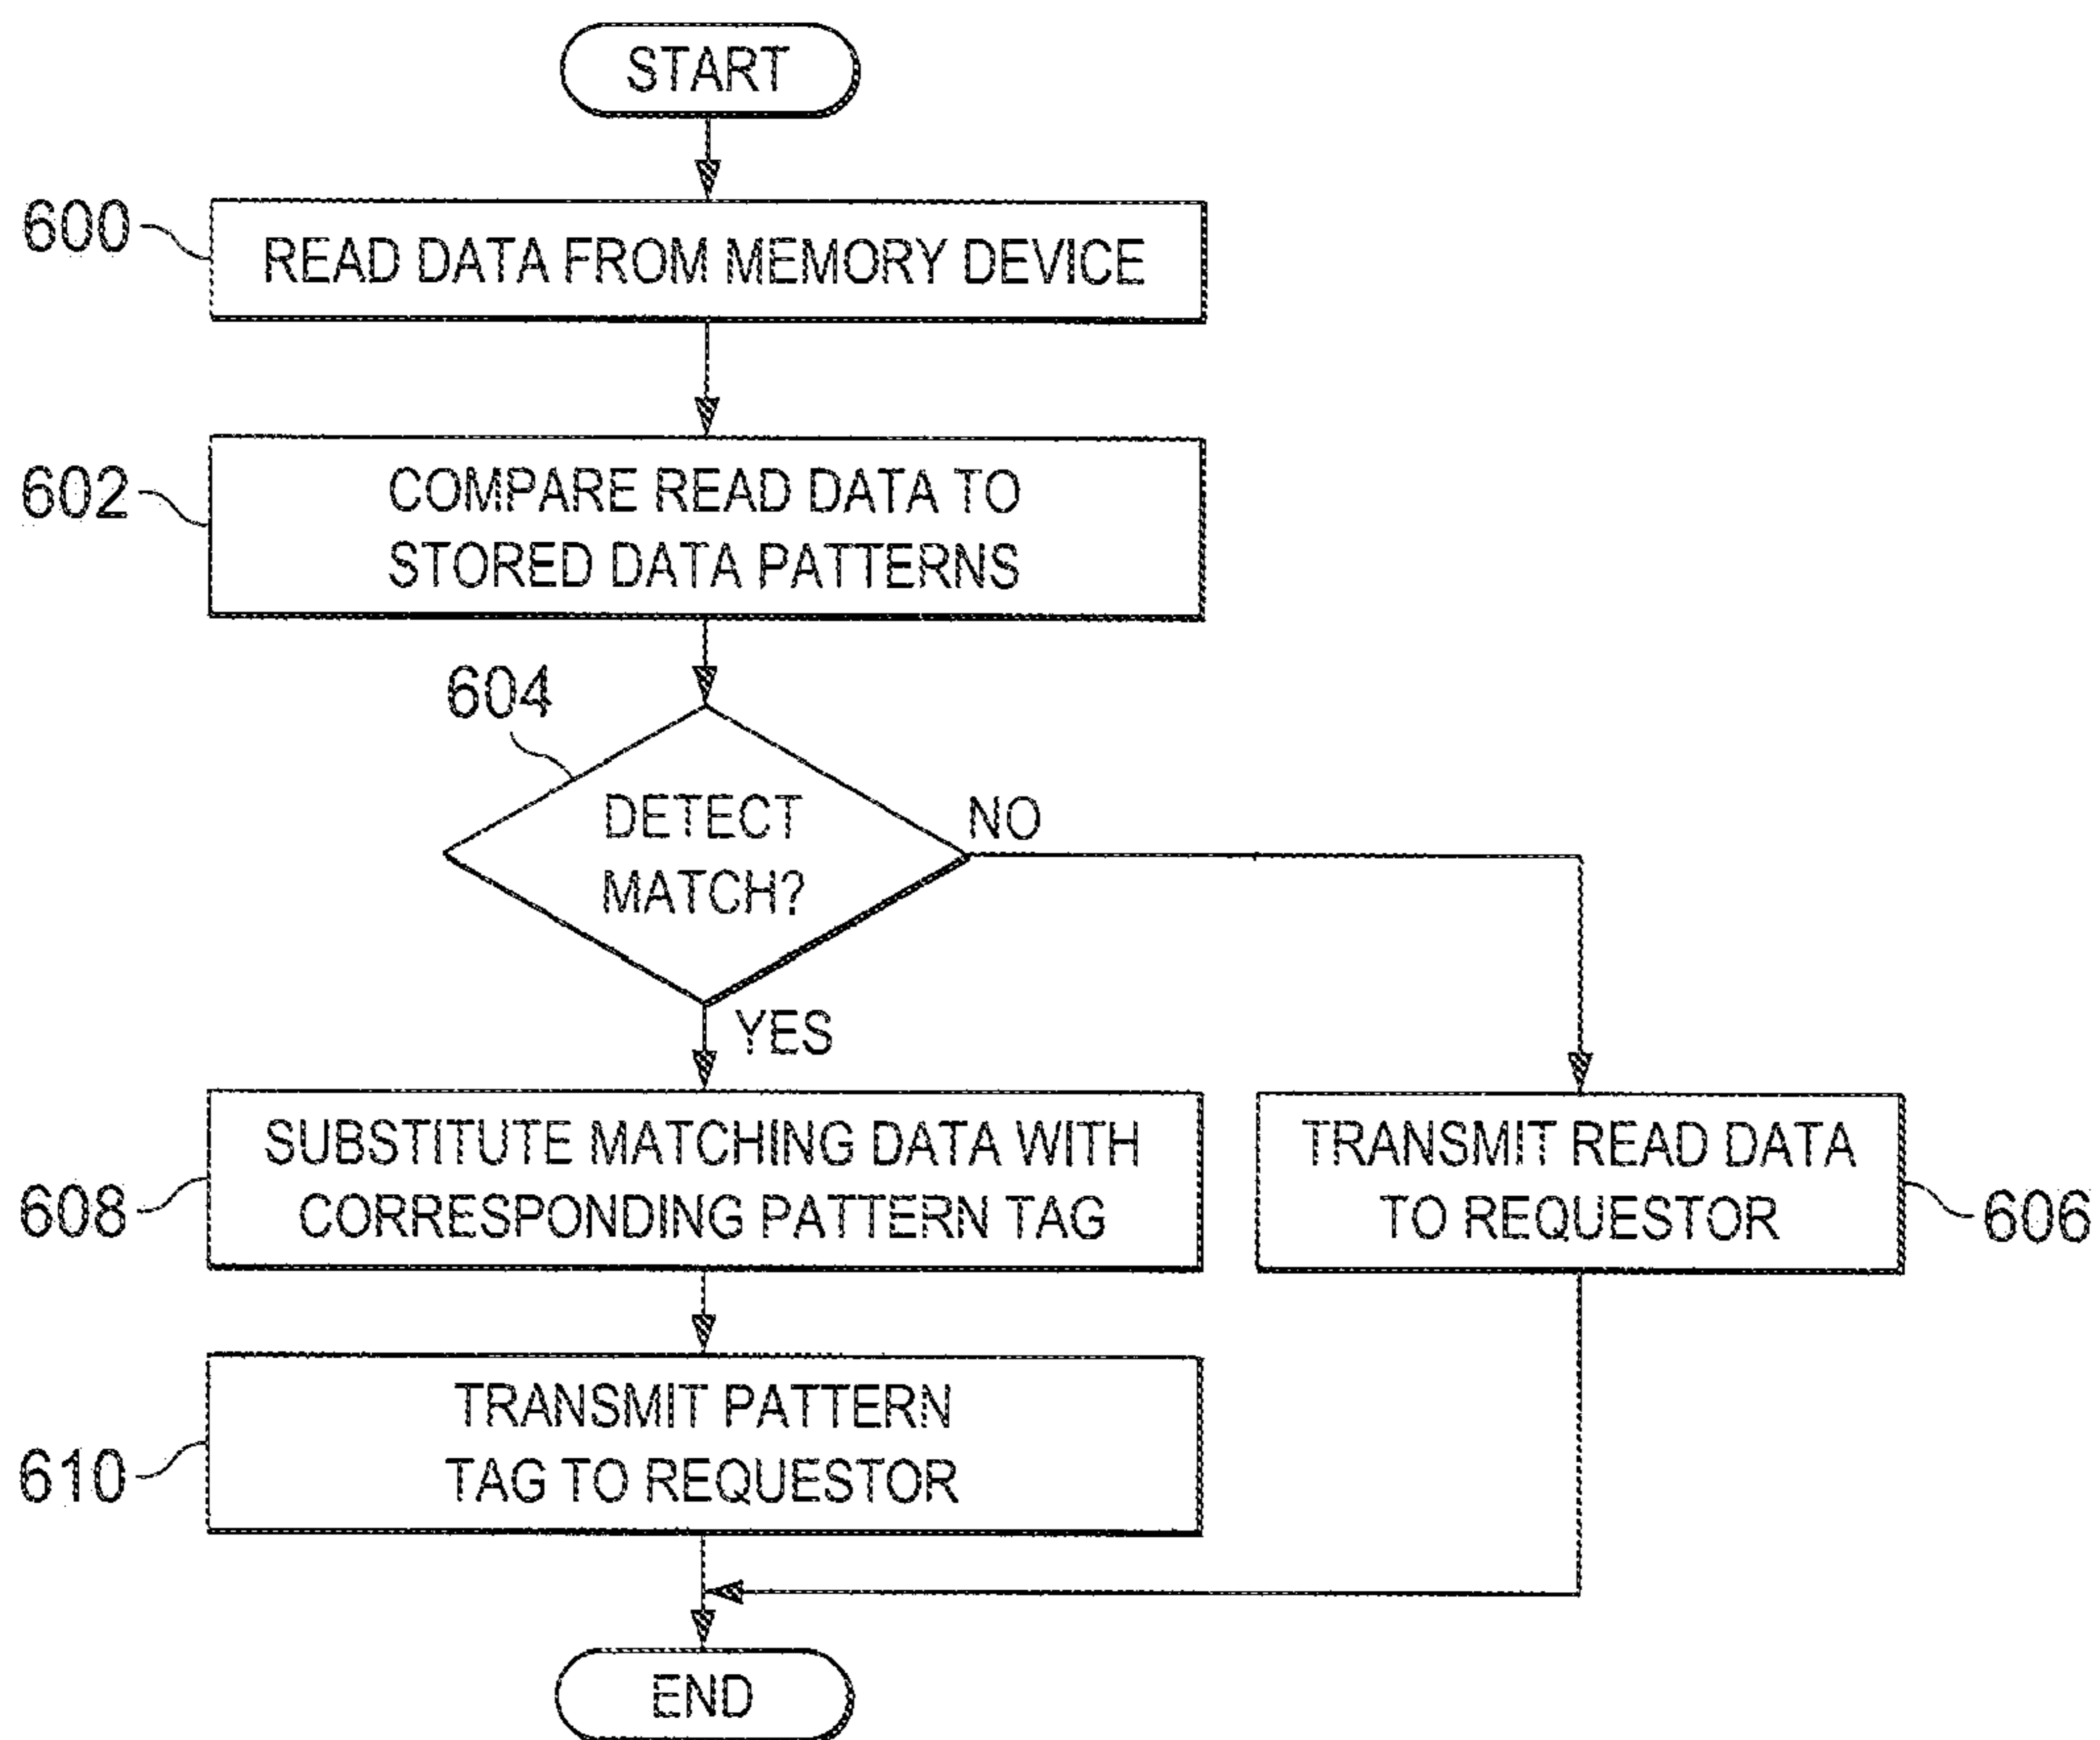 START
600
READ DATA FROM MEMORY DEVICE
602
COMPARE READ DATA TO
STORED DATA PATTERNS
604
DETECT
MATCH?
NO
YES
608
SUBSTITUTE MATCHING DATA WITH
CORRESPONDING PATTERN TAG
TRANSMIT READ DATA
TO REQUESTOR
606
610
TRANSMIT PATTERN
TAG TO REQUESTOR
END